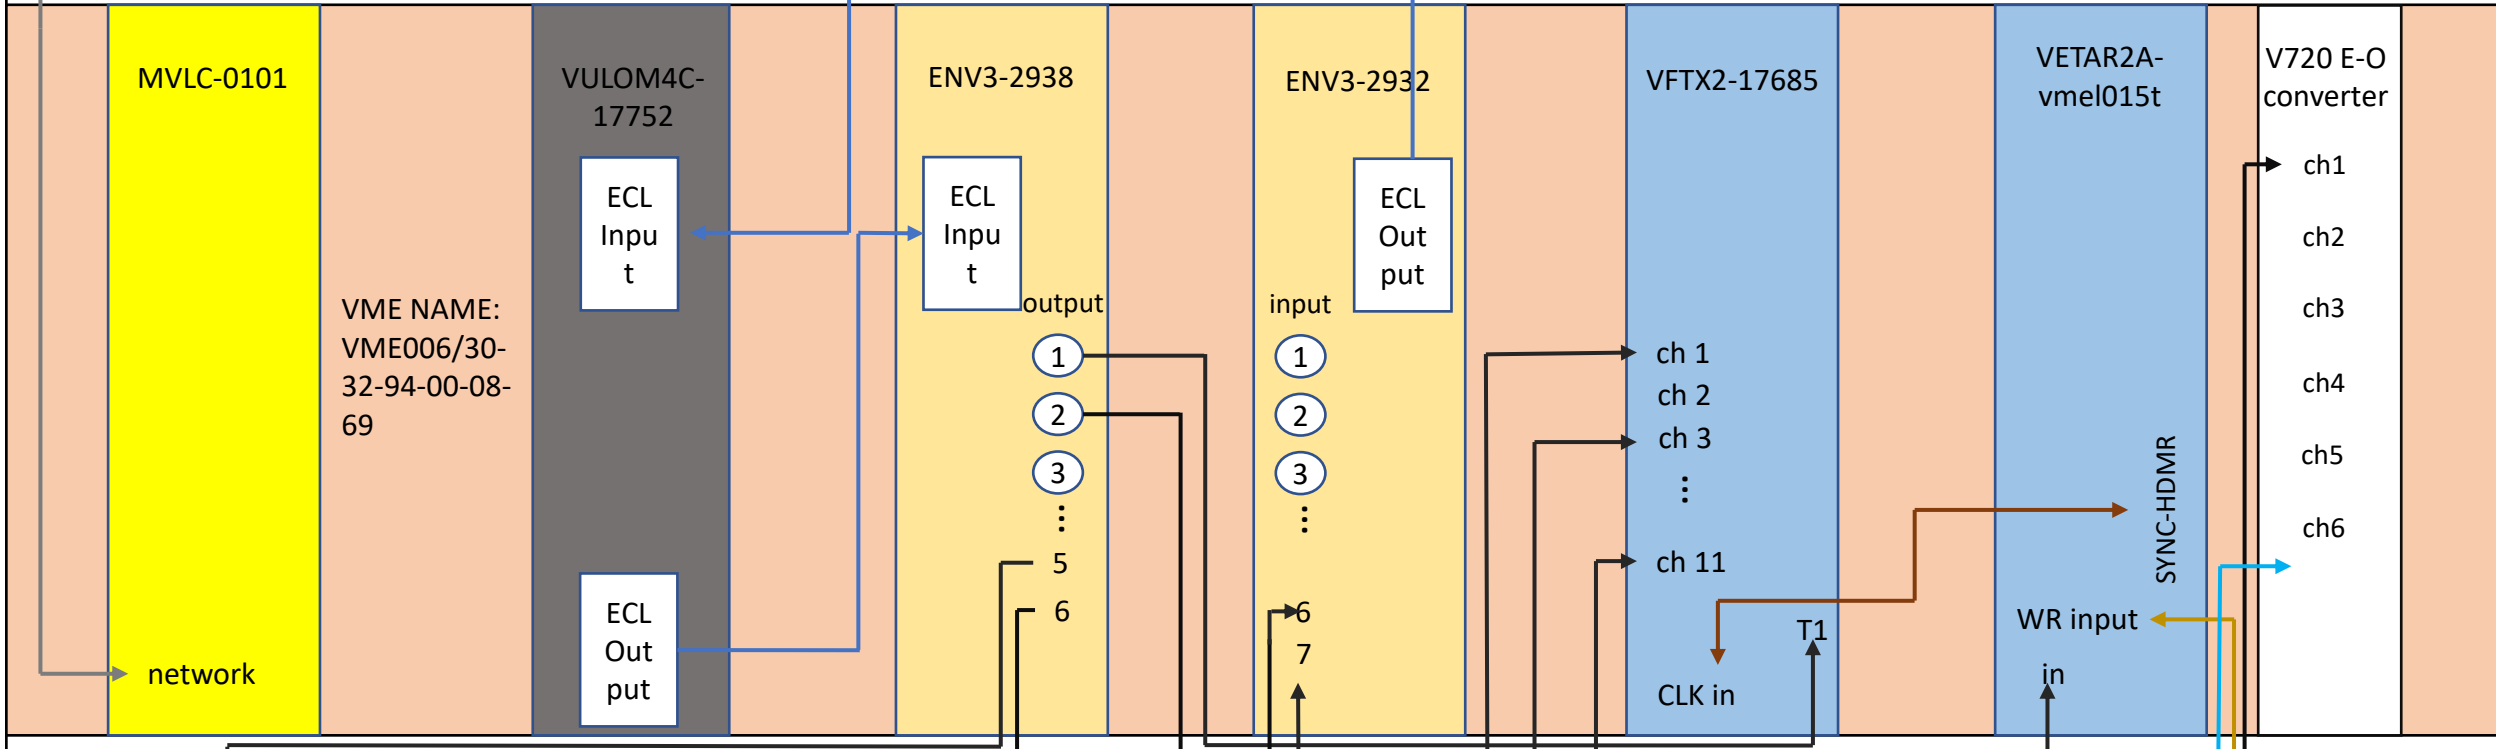 MVLC-0101
network
VME NAME:
VME006/30-
32-94-00-08-
69
VULOM4C-
17752
ECL
Inpu
t
ECL
Out
put
ENV3-2938
ECL
Inpu
t
output
1
2
3
...
5
6
ENV3-2932
ECL
Out
put
input
1
2
3
...
6
7
VFTX2-17685
ch 1
ch 2
ch 3
...
ch 11
T1
CLK in
VETAR2A-
vmel015t
SYNC-HDMR
WR input
in
V720 E-O
converter
ch1
ch2
ch3
ch4
ch5
ch6